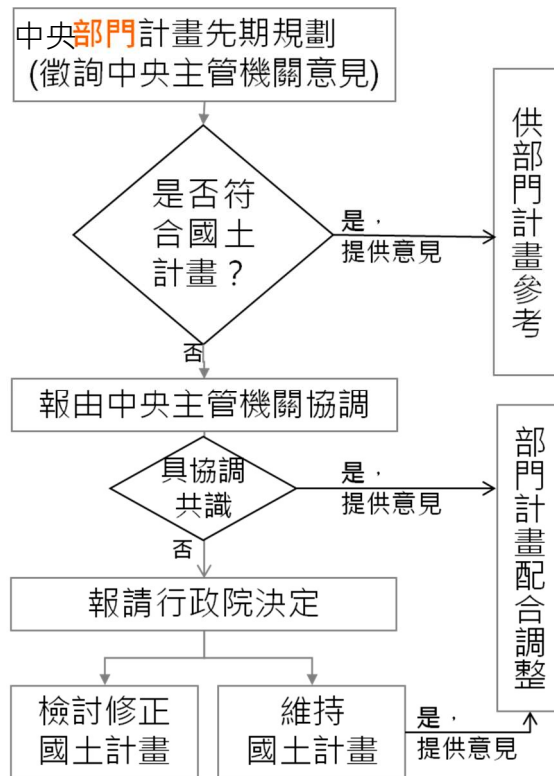 中央部門計畫先期規劃
(徵詢中央主管機關意見)
是否符
合國土
計畫？
是，
提供意見
供部門計畫參考
否
報由中央主管機關協調
具協調
共識
是，
提供意見
部門計畫配合調整
否
報請行政院決定
檢討修正
國土計畫
維持
國土計畫
是，
提供意見